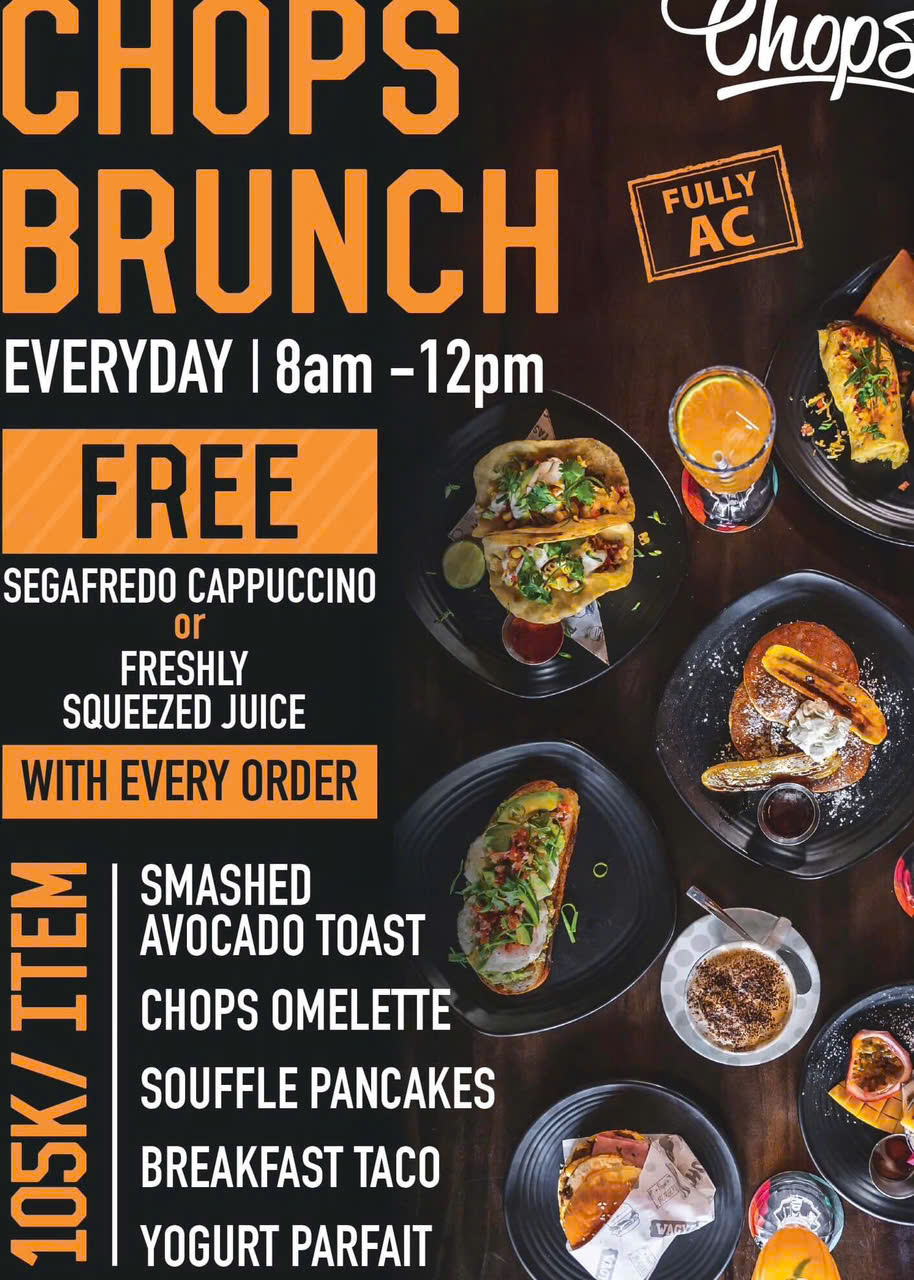 CHOPS
Chops
BRUNCH
FULLY
AC
EVERYDAY | 8am -12pm
FREE
SEGAFREDO CAPPUCCINO
or
FRESHLY
SQUEEZED JUICE
WITH EVERY ORDER
105K/ ITEM
SMASHED
AVOCADO TOAST
CHOPS OMELETTE
SOUFFLE PANCAKES
BREAKFAST TACO
YOGURT PARFAIT